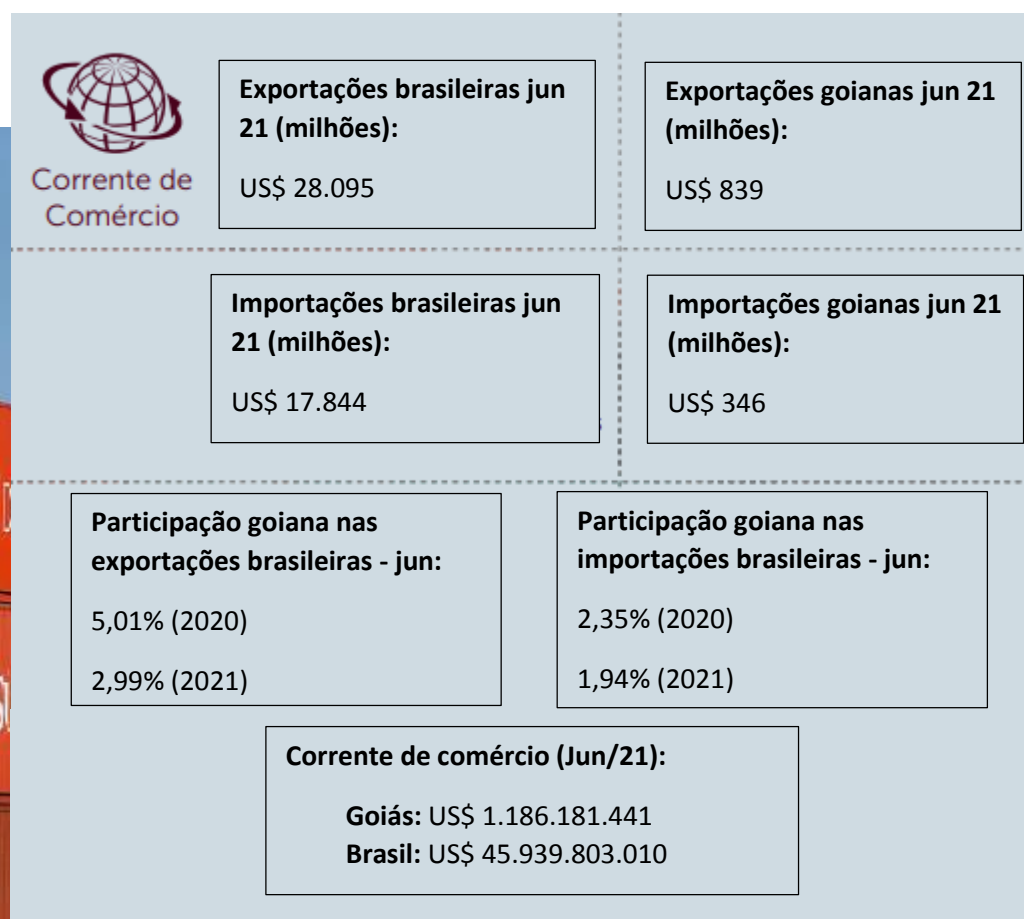 Corrente de
Comércio
Exportações brasileiras jun
21 (milhões):
US$ 28.095
Exportações goianas jun 21
(milhões):
US$ 839
Importações brasileiras jun
21 (milhões):
US$ 17.844
Importações goianas jun 21
(milhões):
US$ 346
Participação goiana nas
exportações brasileiras - jun:
5,01% (2020)
2,99% (2021)
Participação goiana nas
importações brasileiras - jun:
2,35% (2020)
1,94% (2021)
Corrente de comércio (Jun/21):
Goiás: US$ 1.186.181.441
Brasil: US$ 45.939.803.010